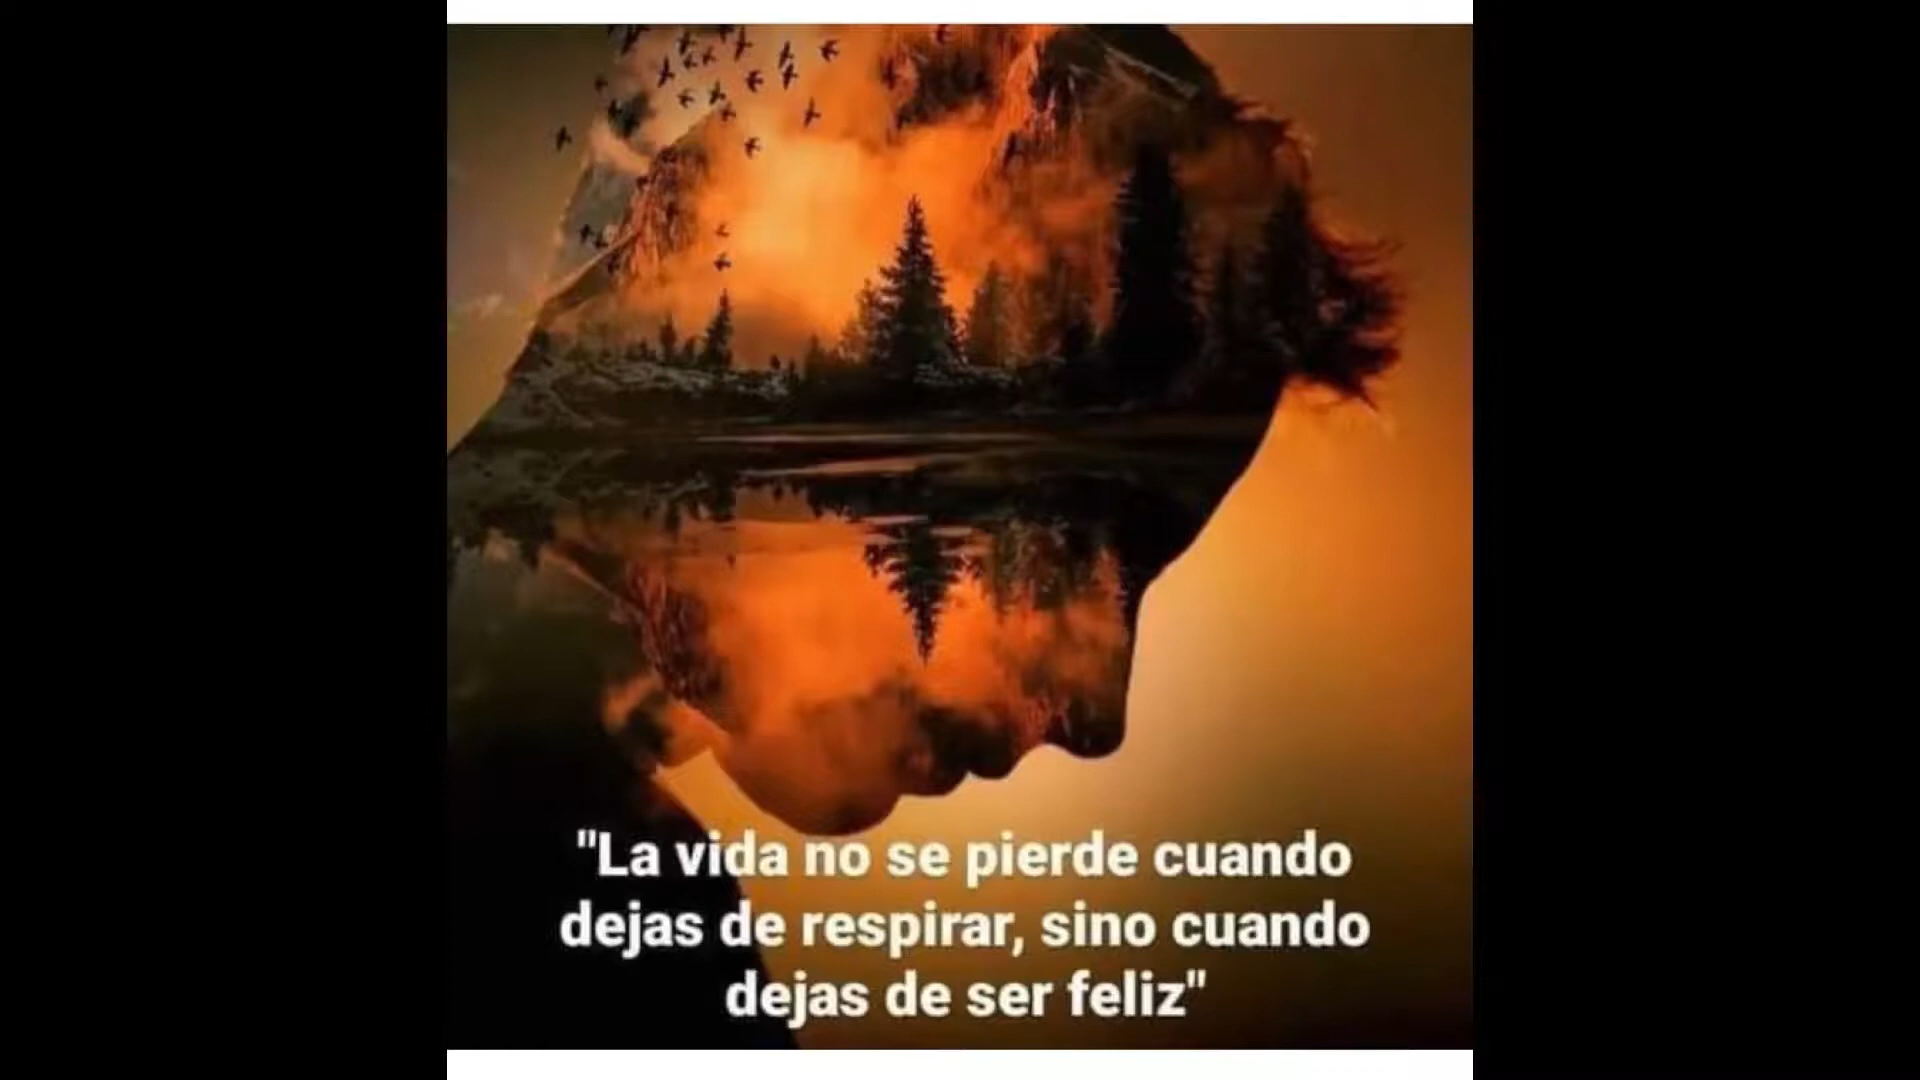 "La vida no se pierde cuando
dejas de respirar, sino cuando
dejas de ser feliz"